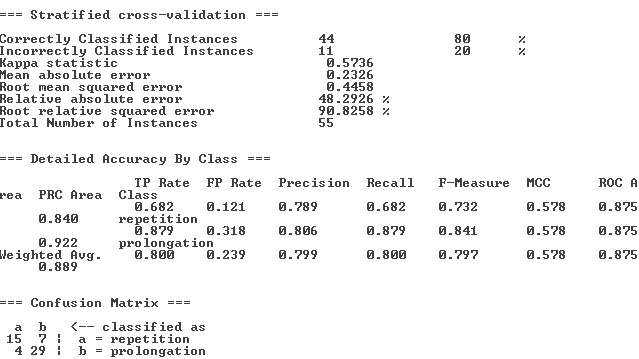 === Stratified cross-validation ===
Correctly Classified Instances 44 80 %
Incorrectly Classified Instances 11 20 %
Kappa statistic 0.5736
Mean absolute error 0.2326
Root mean squared error 0.4458
Relative absolute error 48.2926 %
Root relative squared error 90.8258 %
Total Number of Instances 55
=== Detailed Accuracy By Class ===
TP Rate FP Rate Precision Recall F-Measure MCC ROC A
rea PRC Area Class
0.682 0.121 0.789 0.682 0.732 0.578 0.875
0.840 repetition
0.879 0.318 0.806 0.879 0.841 0.578 0.875
0.922 prolongation
Weighted Avg. 0.800 0.239 0.799 0.800 0.797 0.578 0.875
0.889
=== Confusion Matrix ===
a b <-- classified as
15 7 | a = repetition
4 29 | b = prolongation